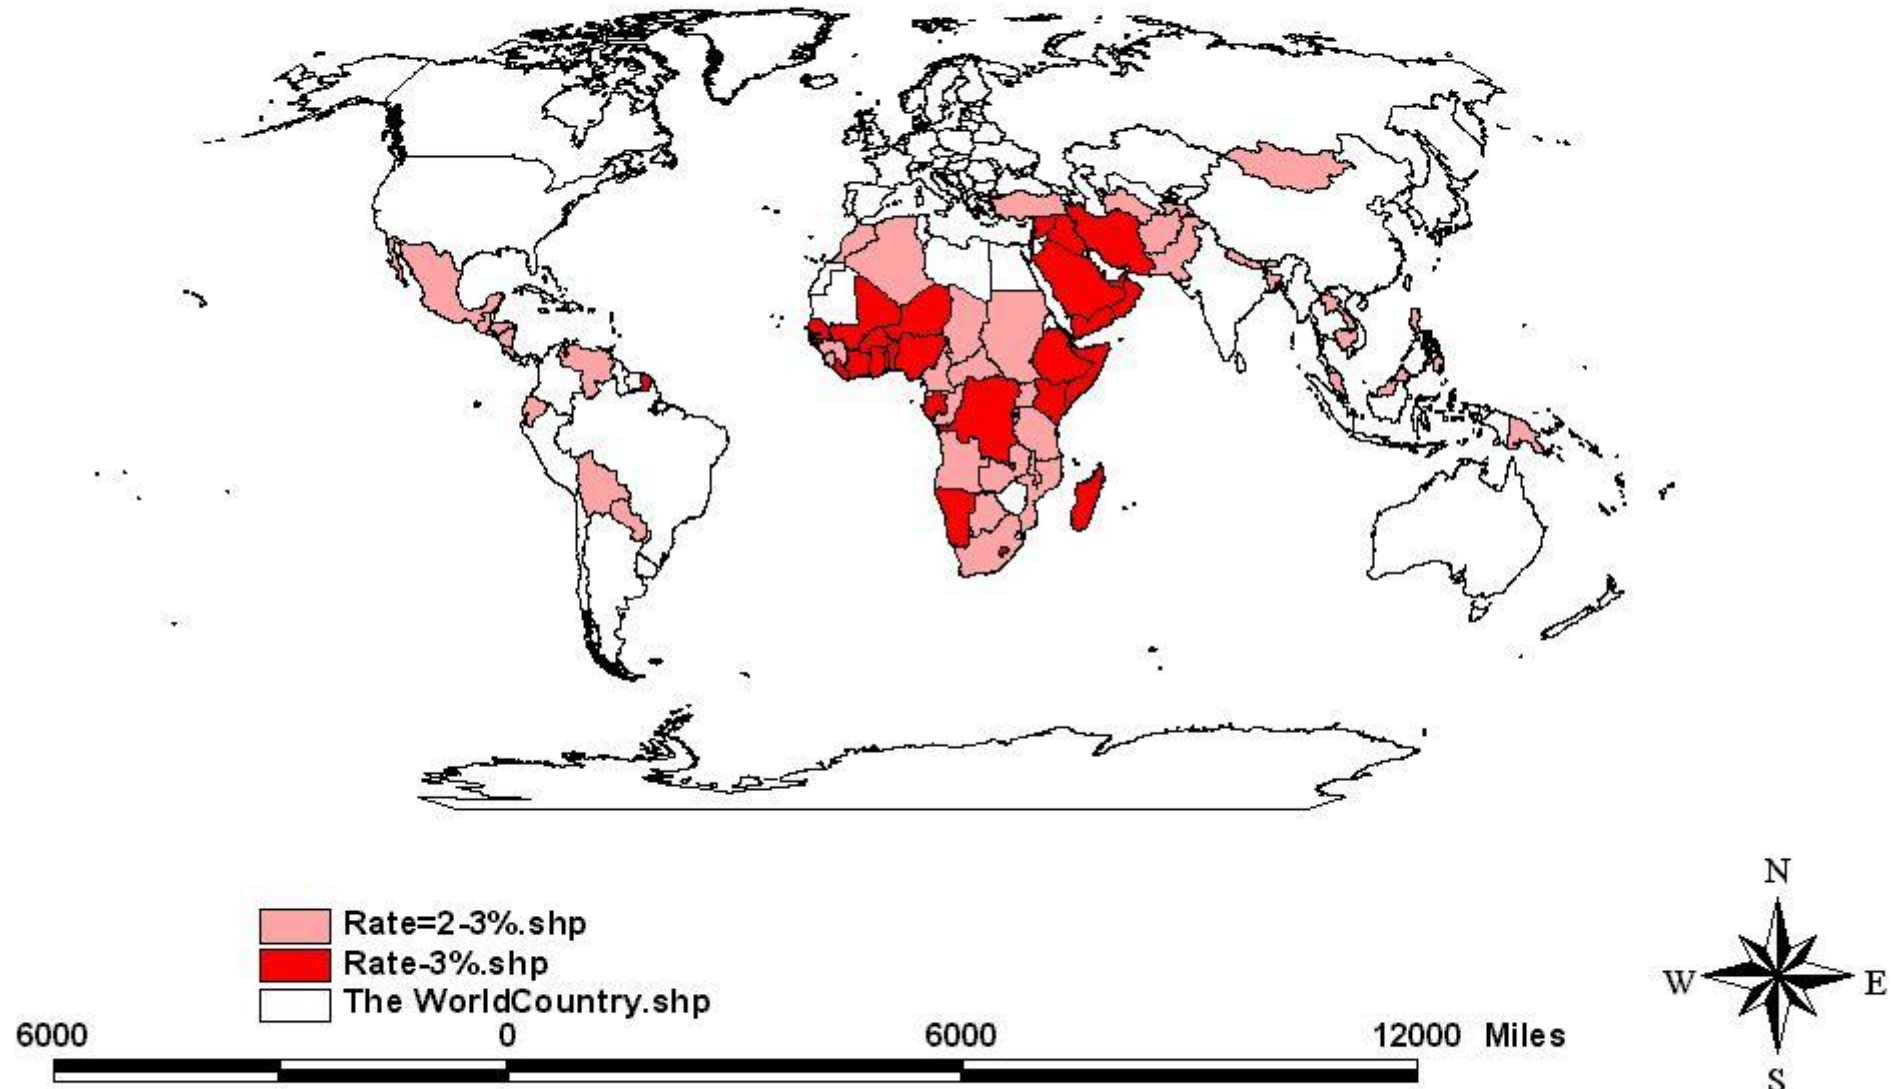 Rate=2-3%.shp
Rate-3%.shp
The WorldCountry.shp
6000 0 6000 12000 Miles
N
W E
S